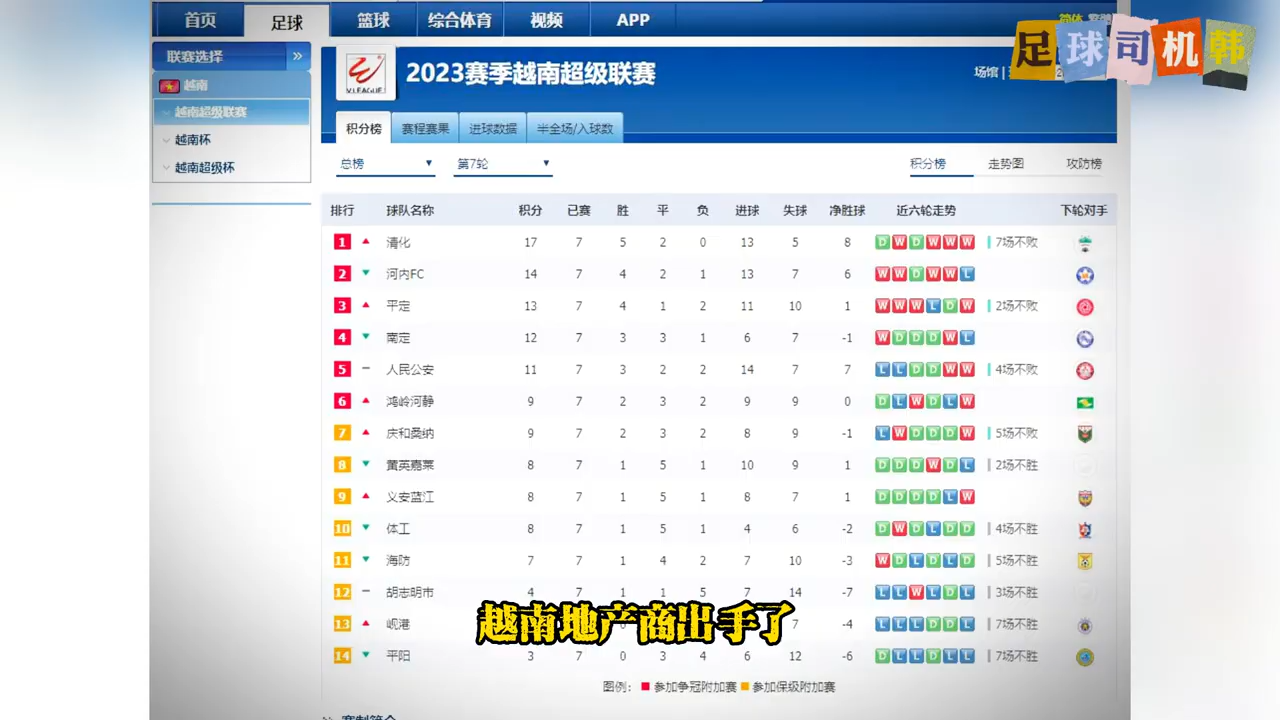 首页 足球 篮球 综合体育 视频 APP 简体
足球司机韩
联赛选择 »
越南
越南超级联赛
越南杯
越南超级杯
V.LEAGUE
2023赛季越南超级联赛
场馆 |
积分榜 赛程赛果 进球数据 半全场/入球数
总榜 第7轮 积分榜 走势图 攻防榜
排行 球队名称 积分 已赛 胜 平 负 进球 失球 净胜球 近六轮走势 下轮对手
1 清化 17 7 5 2 0 13 5 8 D W D W W W 7场不败
2 河内FC 14 7 4 2 1 13 7 6 W W D W W L
3 平定 13 7 4 1 2 11 10 1 W W W L D W 2场不败
4 南定 12 7 3 3 1 6 7 -1 W D D D W L
5 人民公安 11 7 3 2 2 14 7 7 L L D D W W 4场不败
6 鸿岭河静 9 7 2 3 2 9 9 0 D L W D L W
7 庆和桑纳 9 7 2 3 2 8 9 -1 L W D D D W 5场不败
8 黄英嘉莱 8 7 1 5 1 10 9 1 D D D W D L 2场不胜
9 义安蓝江 8 7 1 5 1 8 7 1 D D D D L W
10 体工 8 7 1 5 1 4 6 -2 D W D L D D 4场不胜
11 海防 7 7 1 4 2 7 10 -3 W D L D L D 5场不胜
12 胡志明市 4 7 1 1 5 7 14 -7 L L W L D L 3场不胜
13 岘港 7 -4 L L L D D L 7场不胜
14 平阳 3 7 0 3 4 6 12 -6 D L L D L L 7场不胜
越南地产商出手了
图例: 参加争冠附加赛 参加保级附加赛